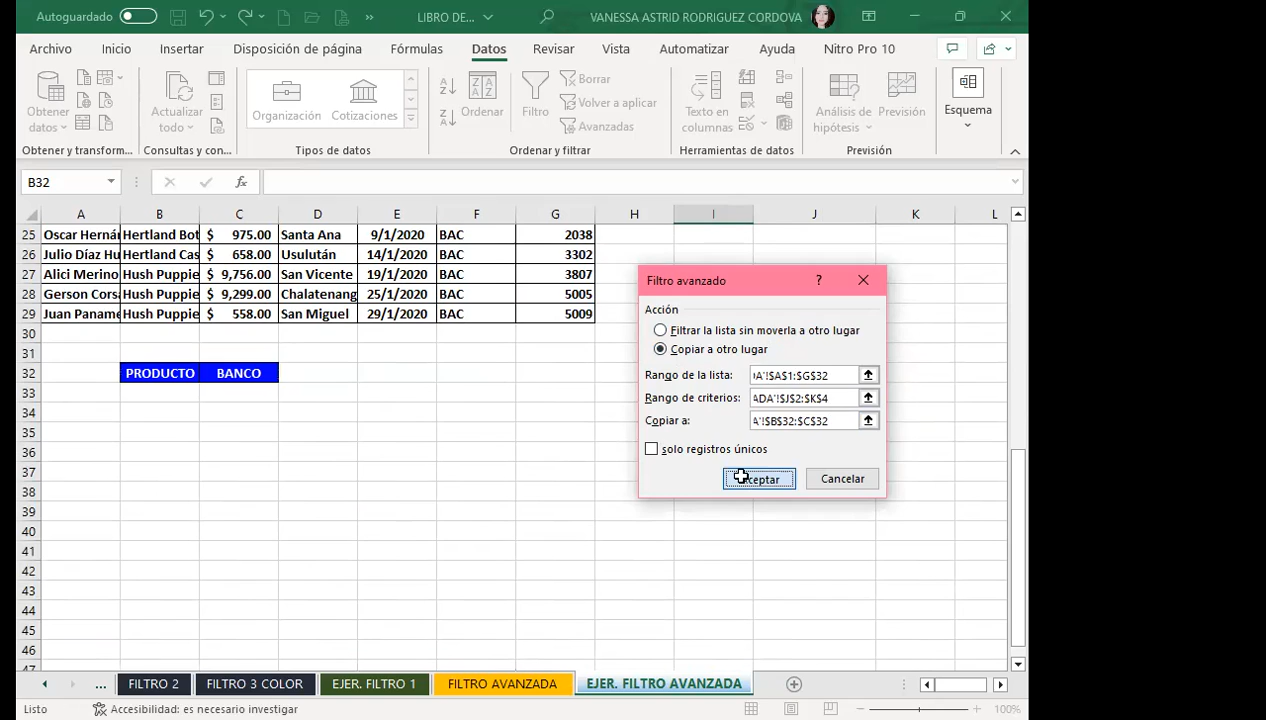 Autoguardado LIBRO DE... VANESSA ASTRID RODRIGUEZ CORDOVA
Archivo Inicio Insertar Disposición de página Fórmulas Datos Revisar Vista Automatizar Ayuda Nitro Pro 10
Obtener datos
Actualizar todo
Organización Cotizaciones
Ordenar Filtro
Borrar
Volver a aplicar
Avanzadas
Texto en columnas
Análisis de hipótesis
Previsión
Esquema
Obtener y transform... Consultas y con... Tipos de datos Ordenar y filtrar Herramientas de datos Previsión
B32 fx
A B C D E F G H I J K L
25 Oscar Hernán Hertland Bot $ 975.00 Santa Ana 9/1/2020 BAC 2038
26 Julio Díaz Hu Hertland Cas $ 658.00 Usulután 14/1/2020 BAC 3302
27 Alici Merino Hush Puppie $ 9,756.00 San Vicente 19/1/2020 BAC 3807
28 Gerson Corsa Hush Puppie $ 9,299.00 Chalatenang 25/1/2020 BAC 5005
29 Juan Paname Hush Puppie $ 558.00 San Miguel 29/1/2020 BAC 5009
30
31
32 PRODUCTO BANCO
33
34
35
36
37
38
39
40
41
42
43
44
45
46
47
Filtro avanzado ?
Acción
Filtrar la lista sin moverla a otro lugar
Copiar a otro lugar
Rango de la lista: )A'!$A$1:$G$32
Rango de criterios: ADA'!$J$2:$K$4
Copiar a: A'!$B$32:$C$32
solo registros únicos
Cancelar
... FILTRO 2 FILTRO 3 COLOR EJER. FILTRO 1 FILTRO AVANZADA EJER. FILTRO AVANZADA
Listo Accesibilidad: es necesario investigar 100%